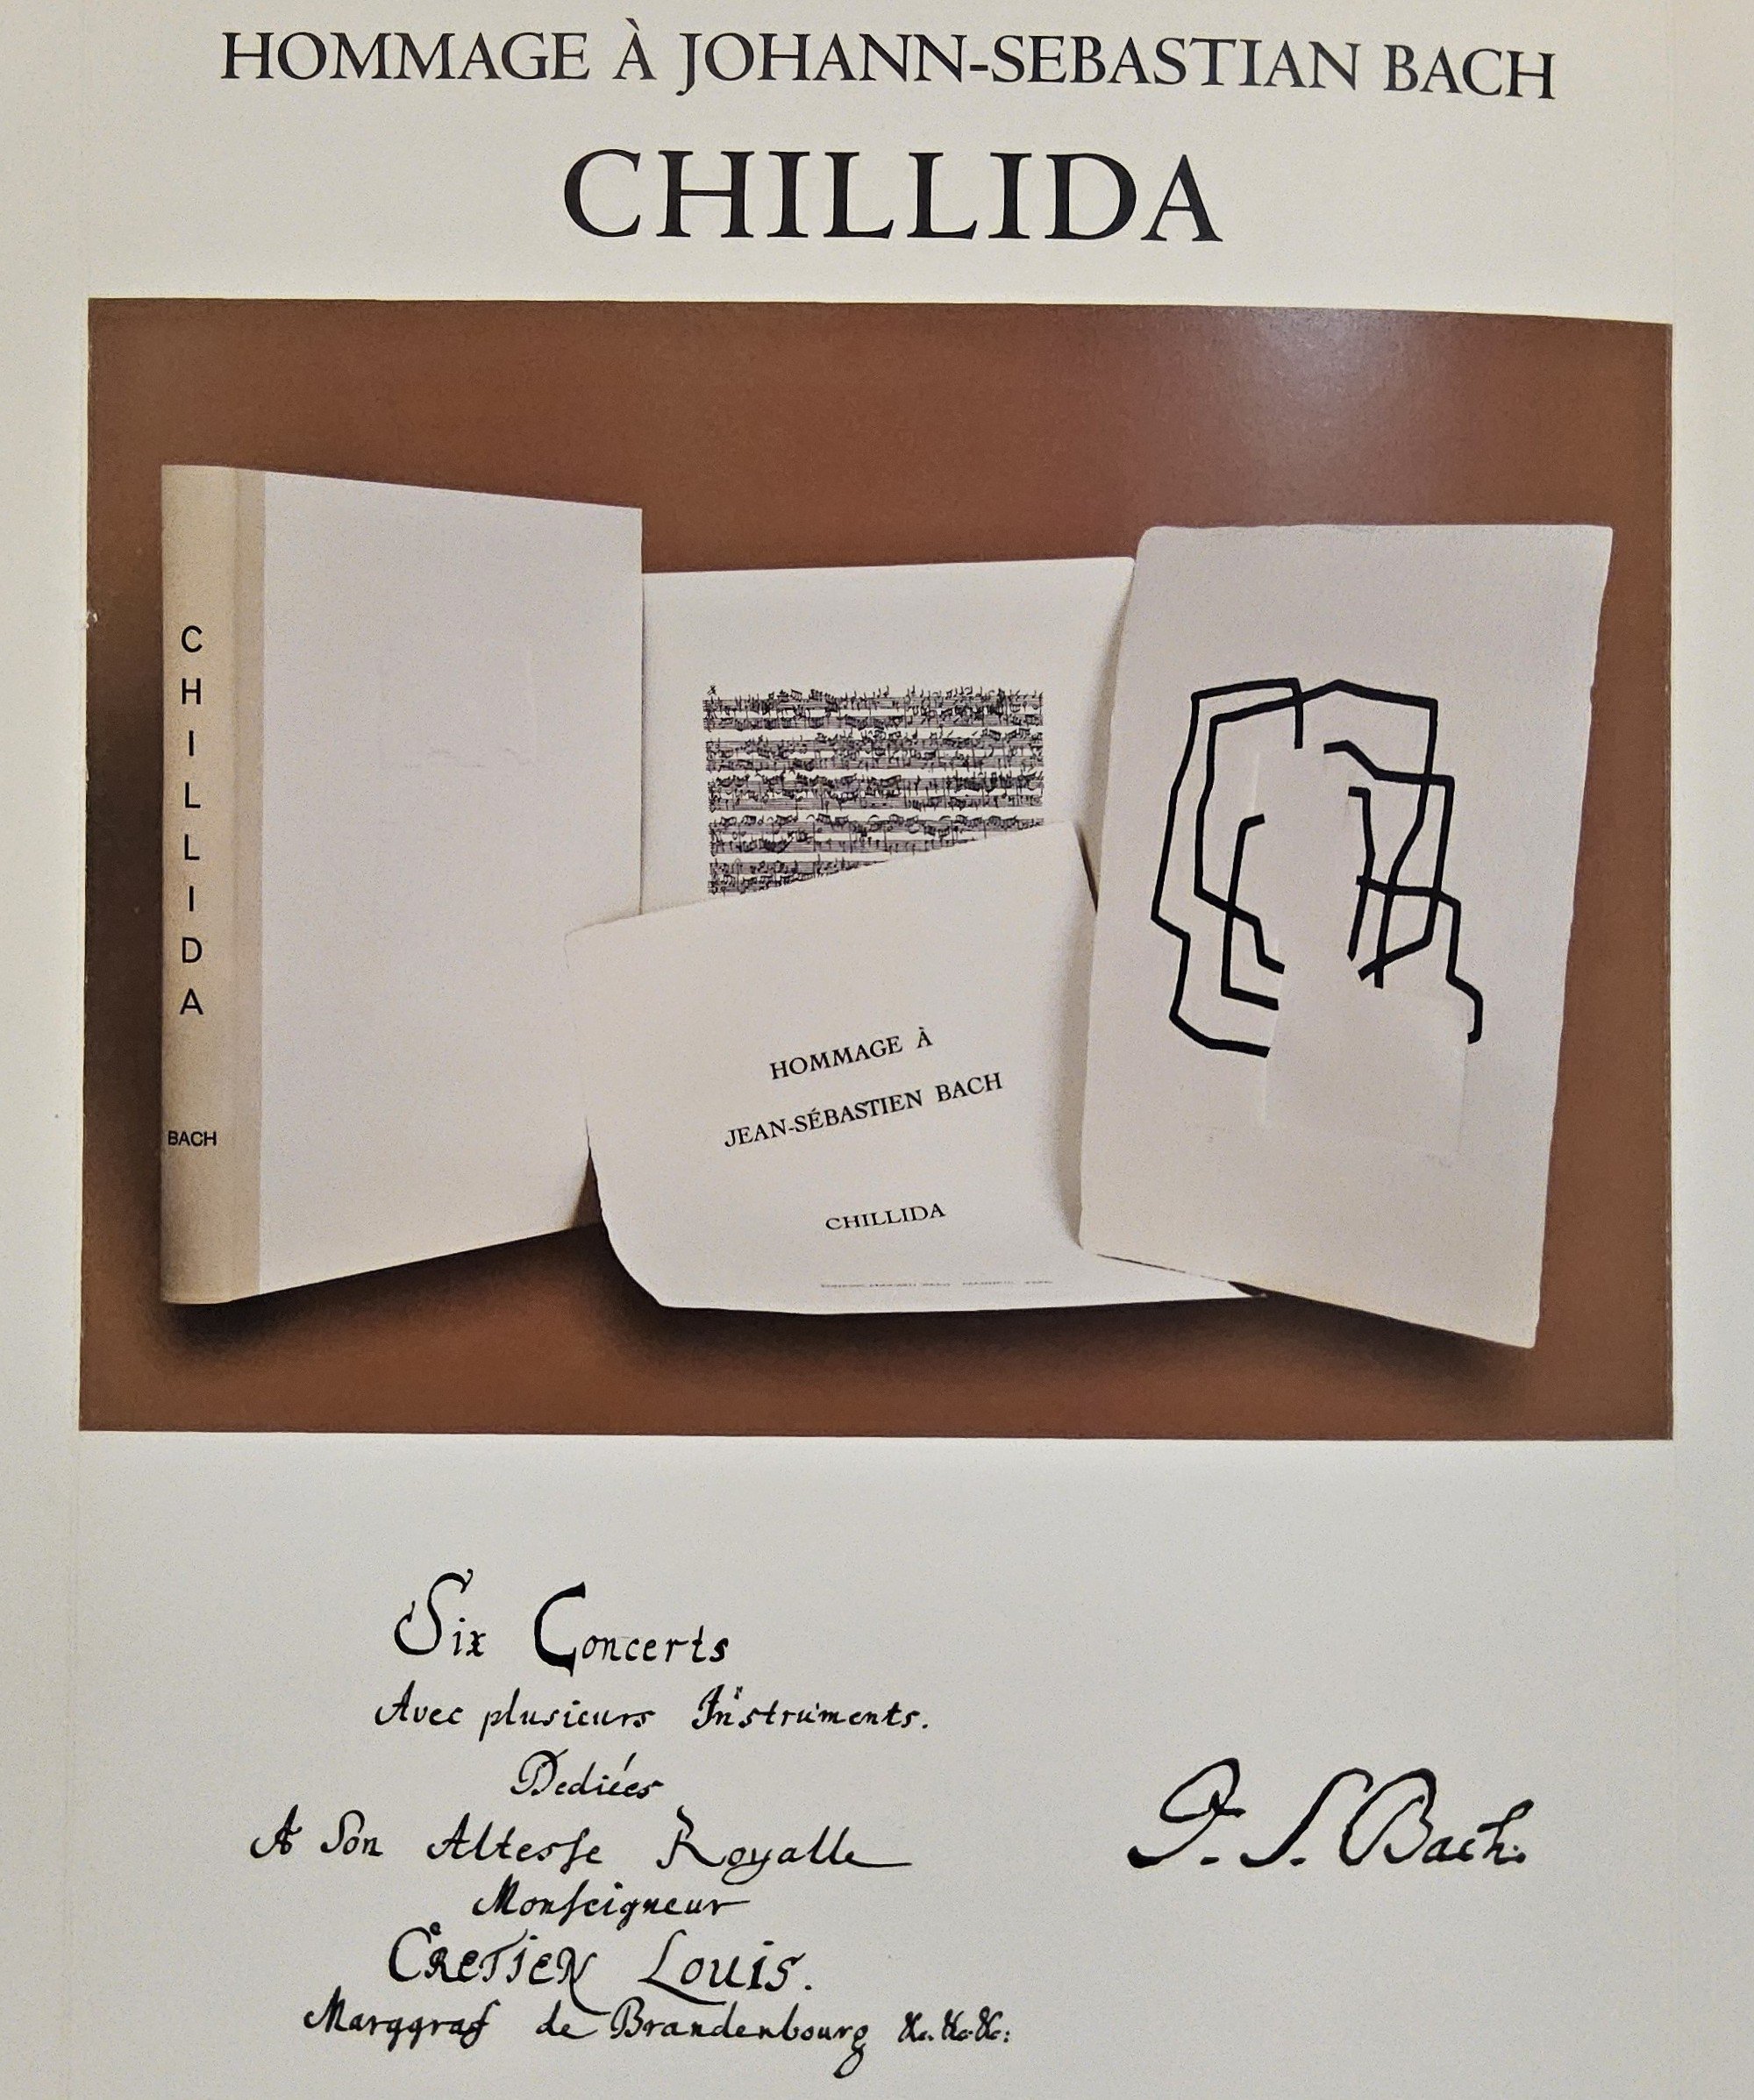 HOMMAGE À JOHANN-SEBASTIAN BACH
CHILLIDA
CHILLIDA
BACH
HOMMAGE À
JEAN-SÉBASTIEN BACH
CHILLIDA
Six Concerts
Avec plusieurs Instruments.
Dediées
A Son Altesse Royalle
Monseigneur
CRETIEN LOUIS.
Marggraf de Brandenbourg &c. &c. &c:
J. S. Bach.